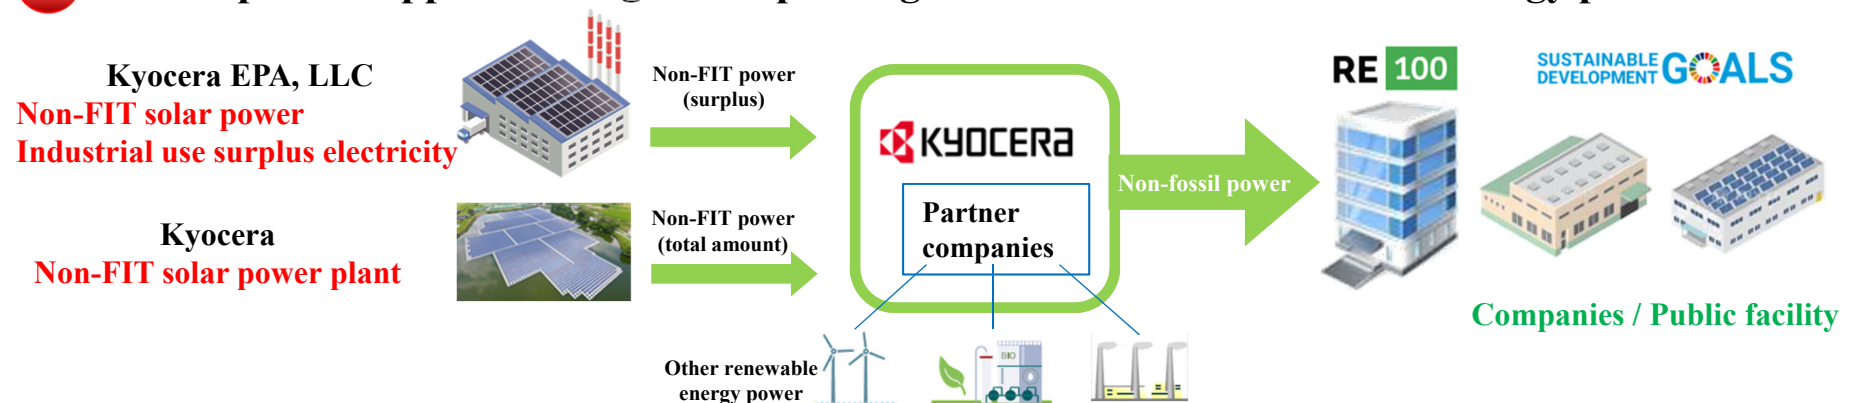 Kyocera EPA, LLC
Non-FIT solar power
Industrial use surplus electricity
Non-FIT power
(surplus)
Kyocera
Non-FIT solar power plant
Non-FIT power
(total amount)
KYOCERA
Partner
companies
Other renewable
energy power
BIO
Non-fossil power
RE 100
SUSTAINABLE
DEVELOPMENT GOALS
Companies / Public facility